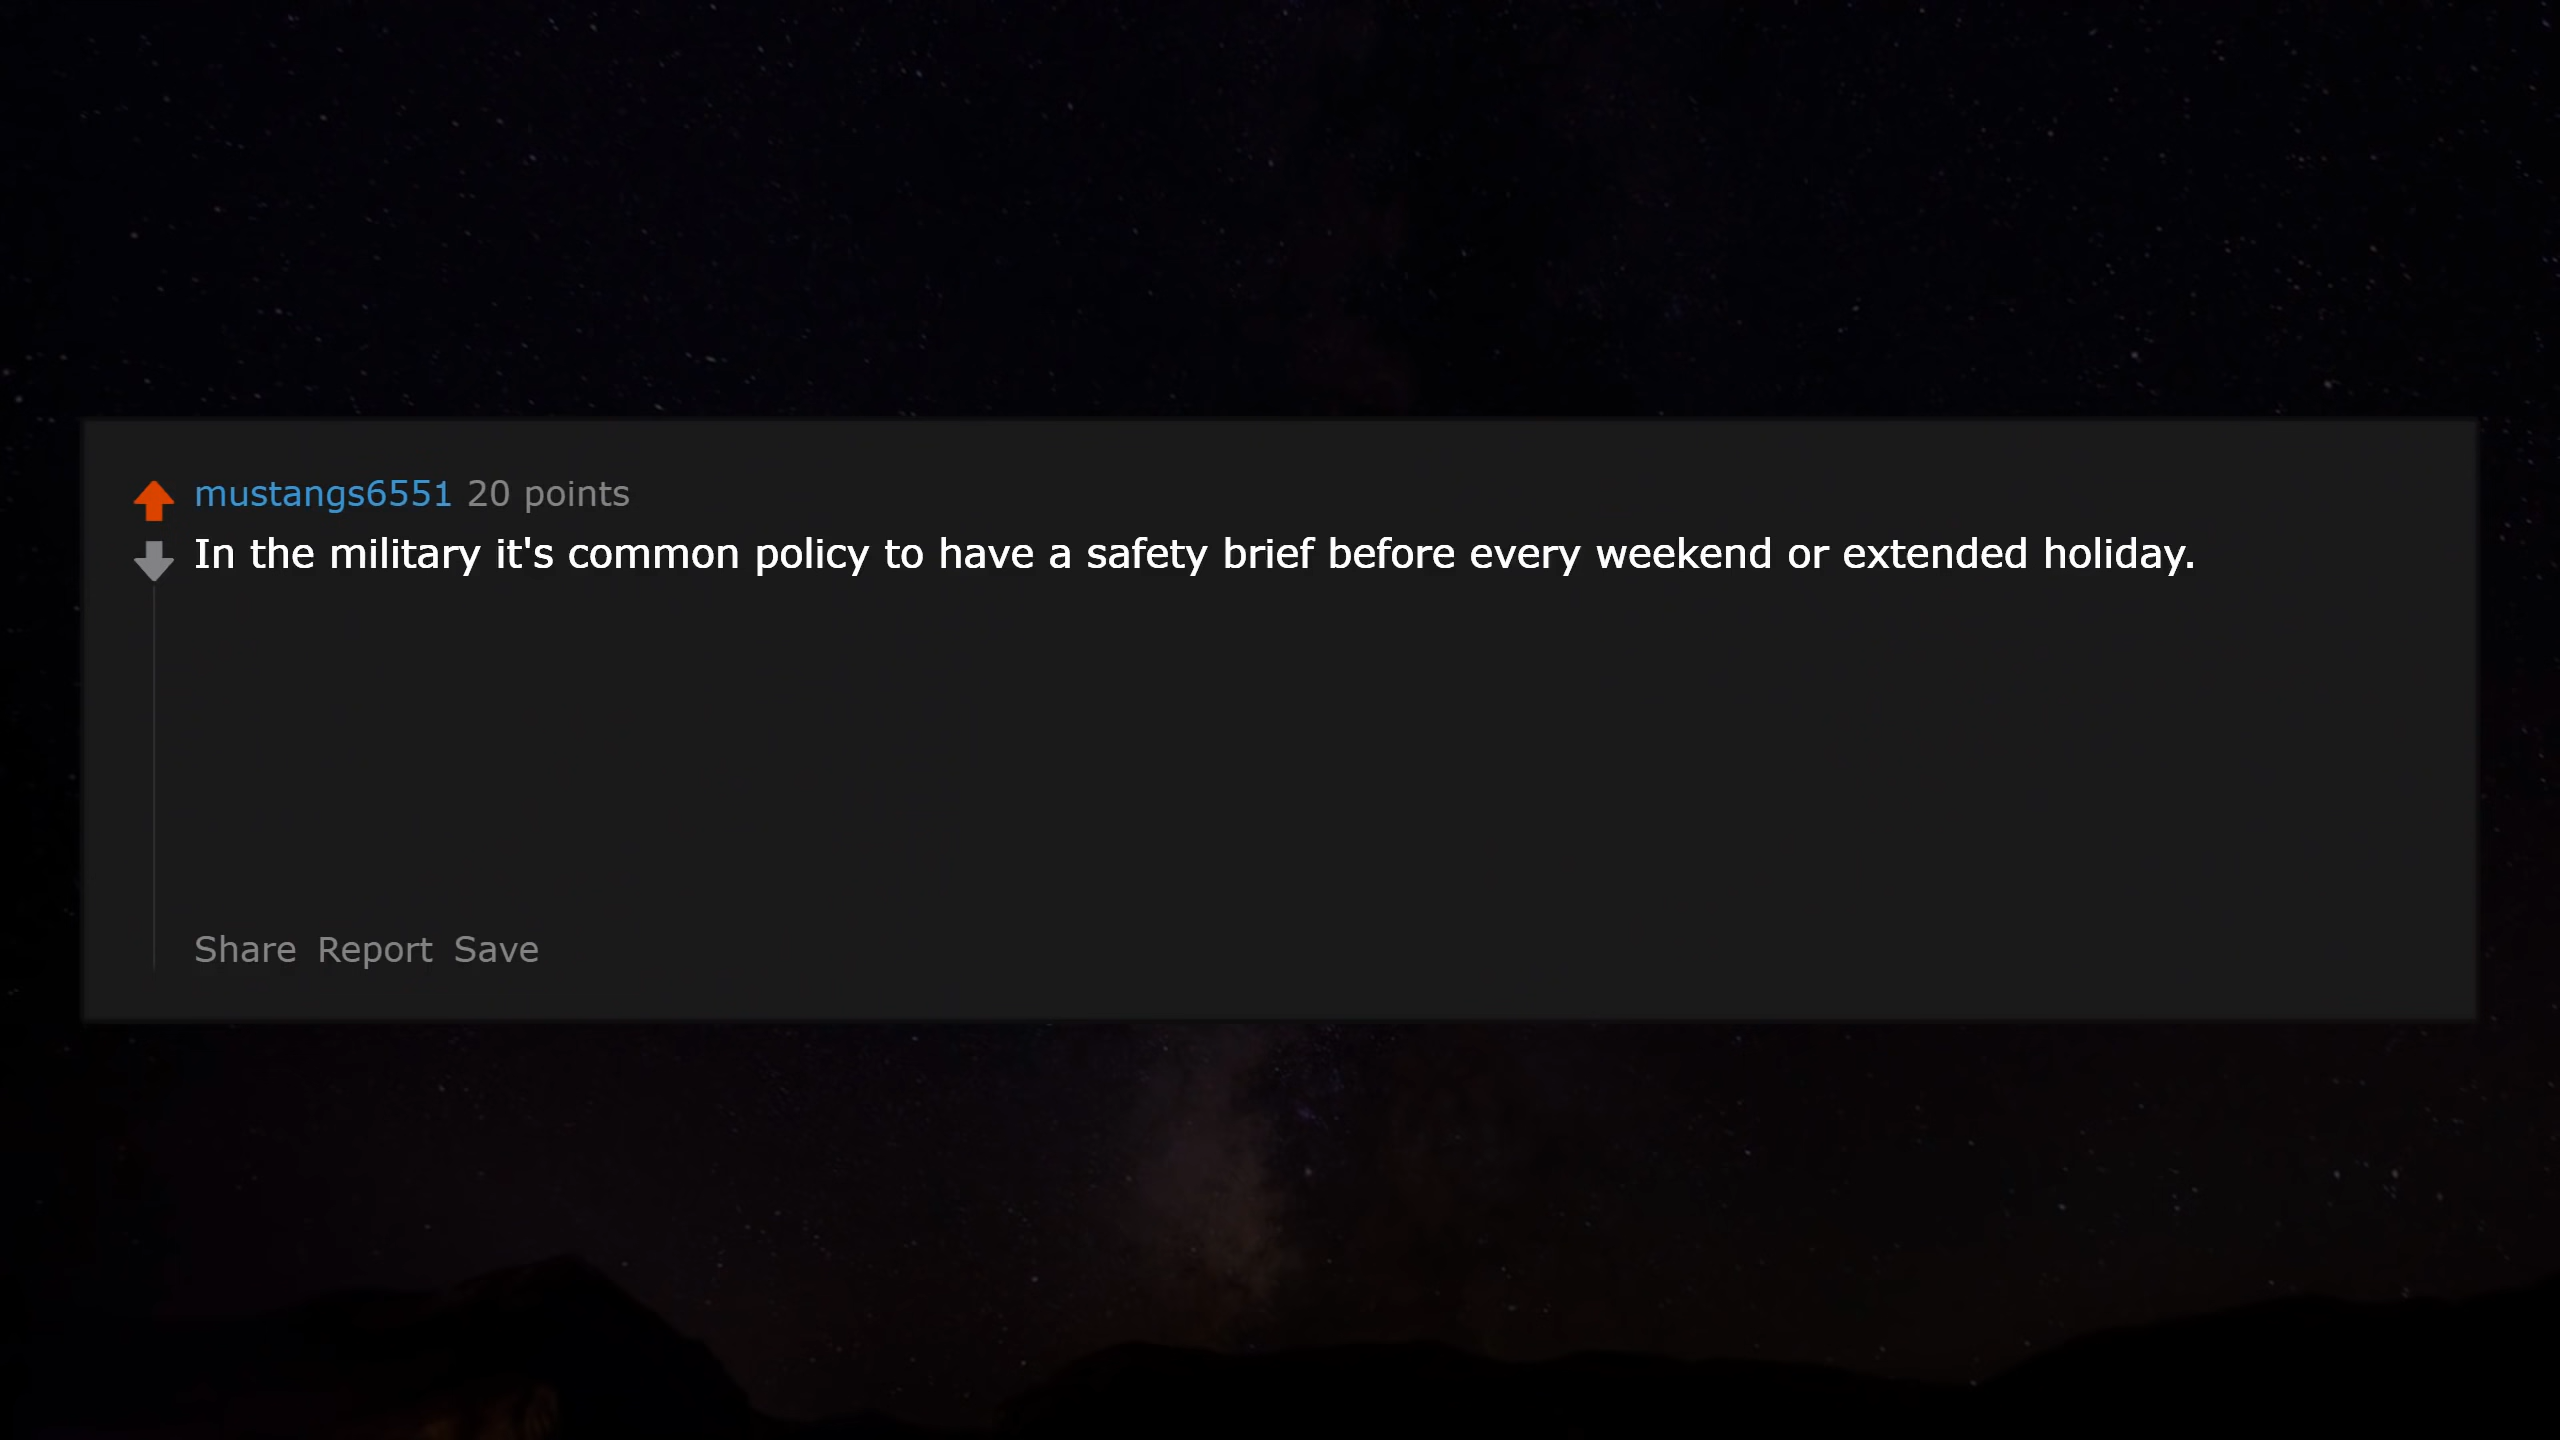 mustangs6551 20 points
In the military it's common policy to have a safety brief before every weekend or extended holiday.
Share Report Save